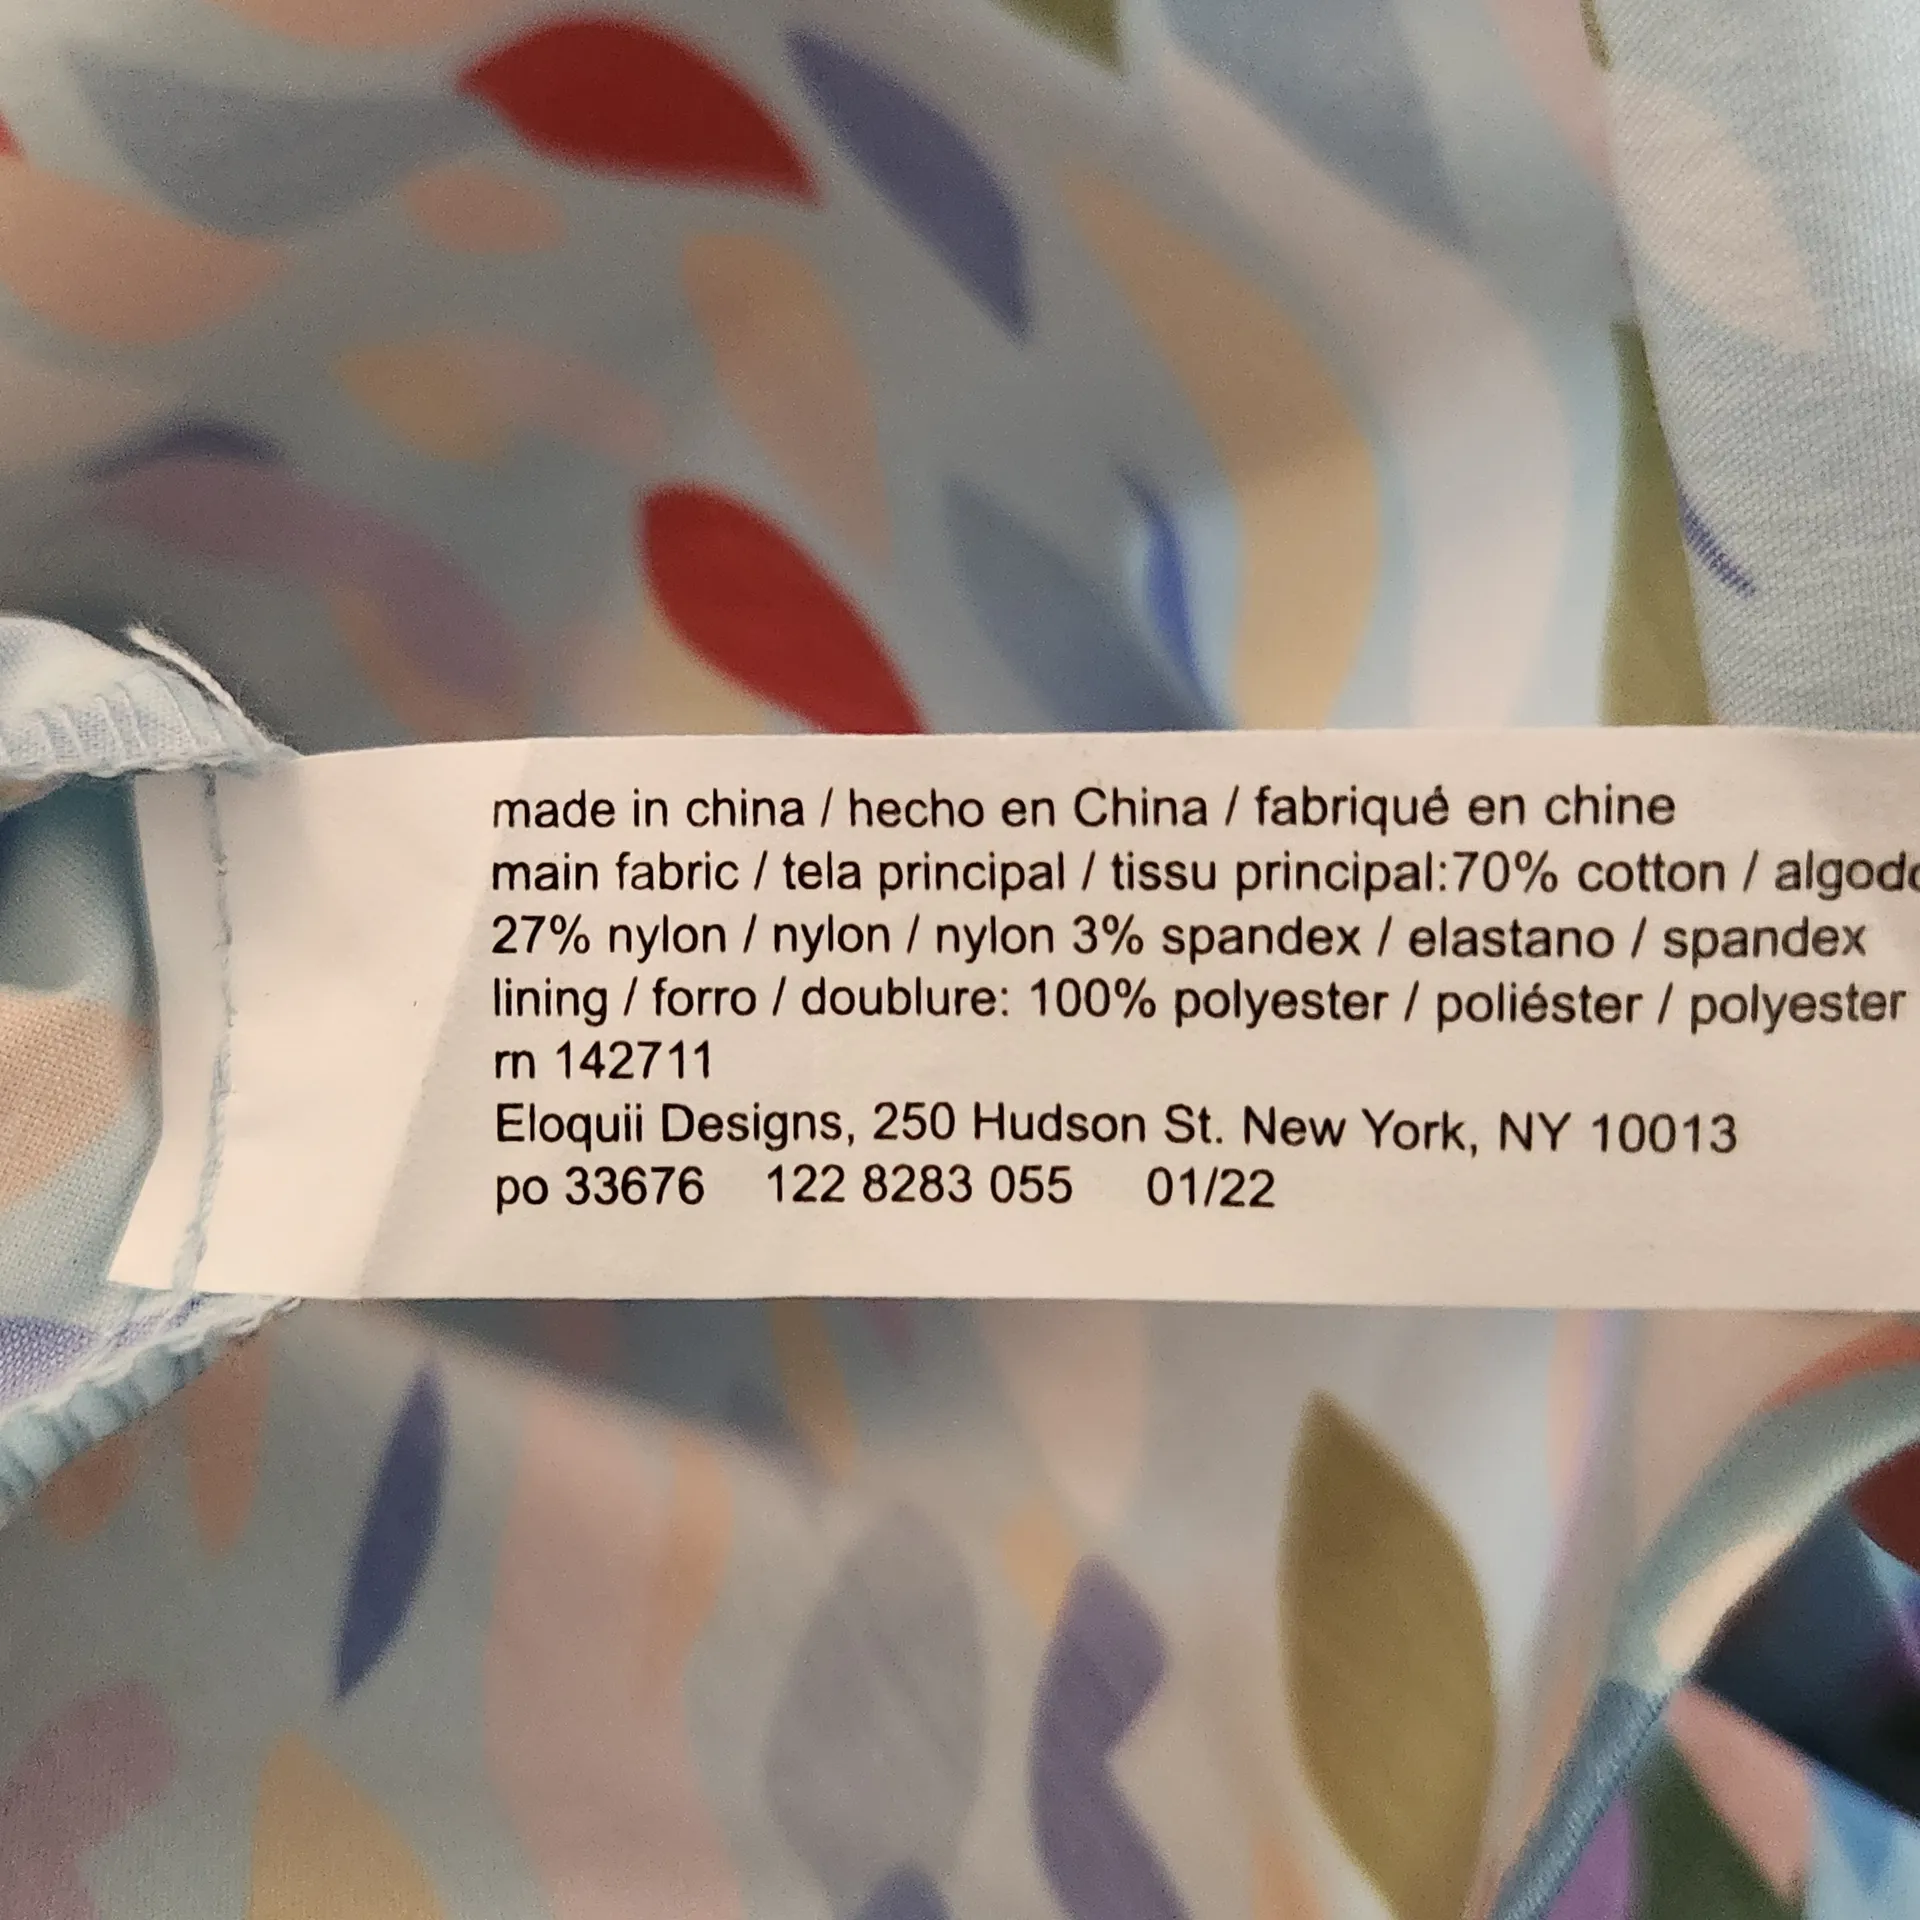 made in china / hecho en China / fabriqué en chine
main fabric / tela principal / tissu principal:70% cotton /
27% nylon / nylon / nylon 3% spandex / elastano / spandex
lining / forro / doublure: 100% polyester / poliéster / polyester
rn 142711
Eloquii Designs, 250 Hudson St. New York, NY 10013
po 33676 122 8283 055 01/22